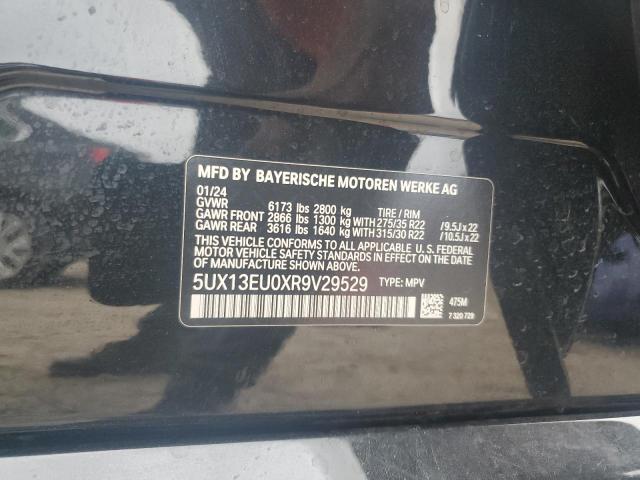 MFD BY BAYERISCHE MOTOREN WERKE AG
01/24
GVWR 6173 lbs 2800 kg TIRE / RIM
GAWR FRONT 2866 lbs 1300 kg WITH 275/35 R22 /9.5J x 22
GAWR REAR 3616 lbs 1640 kg WITH 315/30 R22 /10.5J x 22
THIS VEHICLE CONFORMS TO ALL APPLICABLE U. S. FEDERAL
MOTOR VEHICLE SAFETY STANDARDS IN EFFECT ON THE
DATE OF MANUFACTURE SHOWN ABOVE.
5UX13EU0XR9V29529 TYPE: MPV
475M
7 320 729